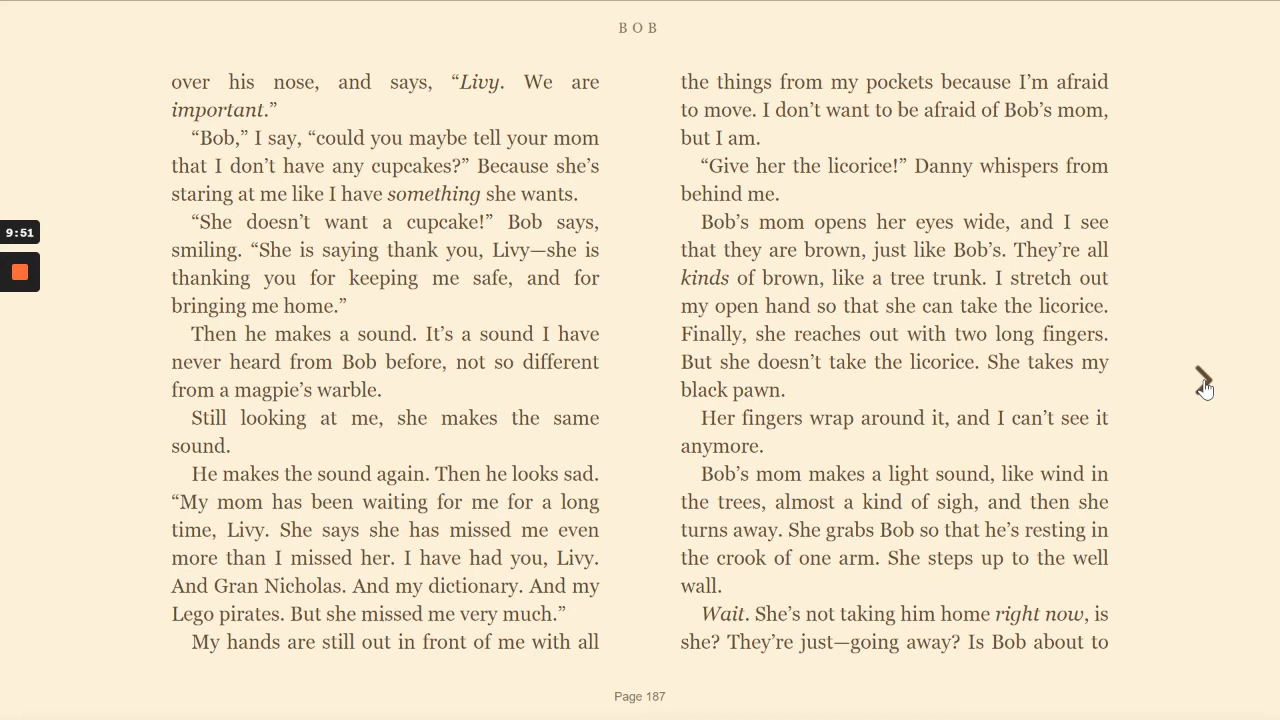 BOB
over his nose, and says, “Livy. We are
important.”
“Bob,” I say, “could you maybe tell your mom
that I don’t have any cupcakes?” Because she’s
staring at me like I have something she wants.
“She doesn’t want a cupcake!” Bob says,
smiling. “She is saying thank you, Livy—she is
thanking you for keeping me safe, and for
bringing me home.”
Then he makes a sound. It’s a sound I have
never heard from Bob before, not so different
from a magpie’s warble.
Still looking at me, she makes the same
sound.
He makes the sound again. Then he looks sad.
“My mom has been waiting for me for a long
time, Livy. She says she has missed me even
more than I missed her. I have had you, Livy.
And Gran Nicholas. And my dictionary. And my
Lego pirates. But she missed me very much.”
My hands are still out in front of me with all
the things from my pockets because I’m afraid
to move. I don’t want to be afraid of Bob’s mom,
but I am.
“Give her the licorice!” Danny whispers from
behind me.
Bob’s mom opens her eyes wide, and I see
that they are brown, just like Bob’s. They’re all
kinds of brown, like a tree trunk. I stretch out
my open hand so that she can take the licorice.
Finally, she reaches out with two long fingers.
But she doesn’t take the licorice. She takes my
black pawn.
Her fingers wrap around it, and I can’t see it
anymore.
Bob’s mom makes a light sound, like wind in
the trees, almost a kind of sigh, and then she
turns away. She grabs Bob so that he’s resting in
the crook of one arm. She steps up to the well
wall.
Wait. She’s not taking him home right now, is
she? They’re just—going away? Is Bob about to
9:51
Page 187